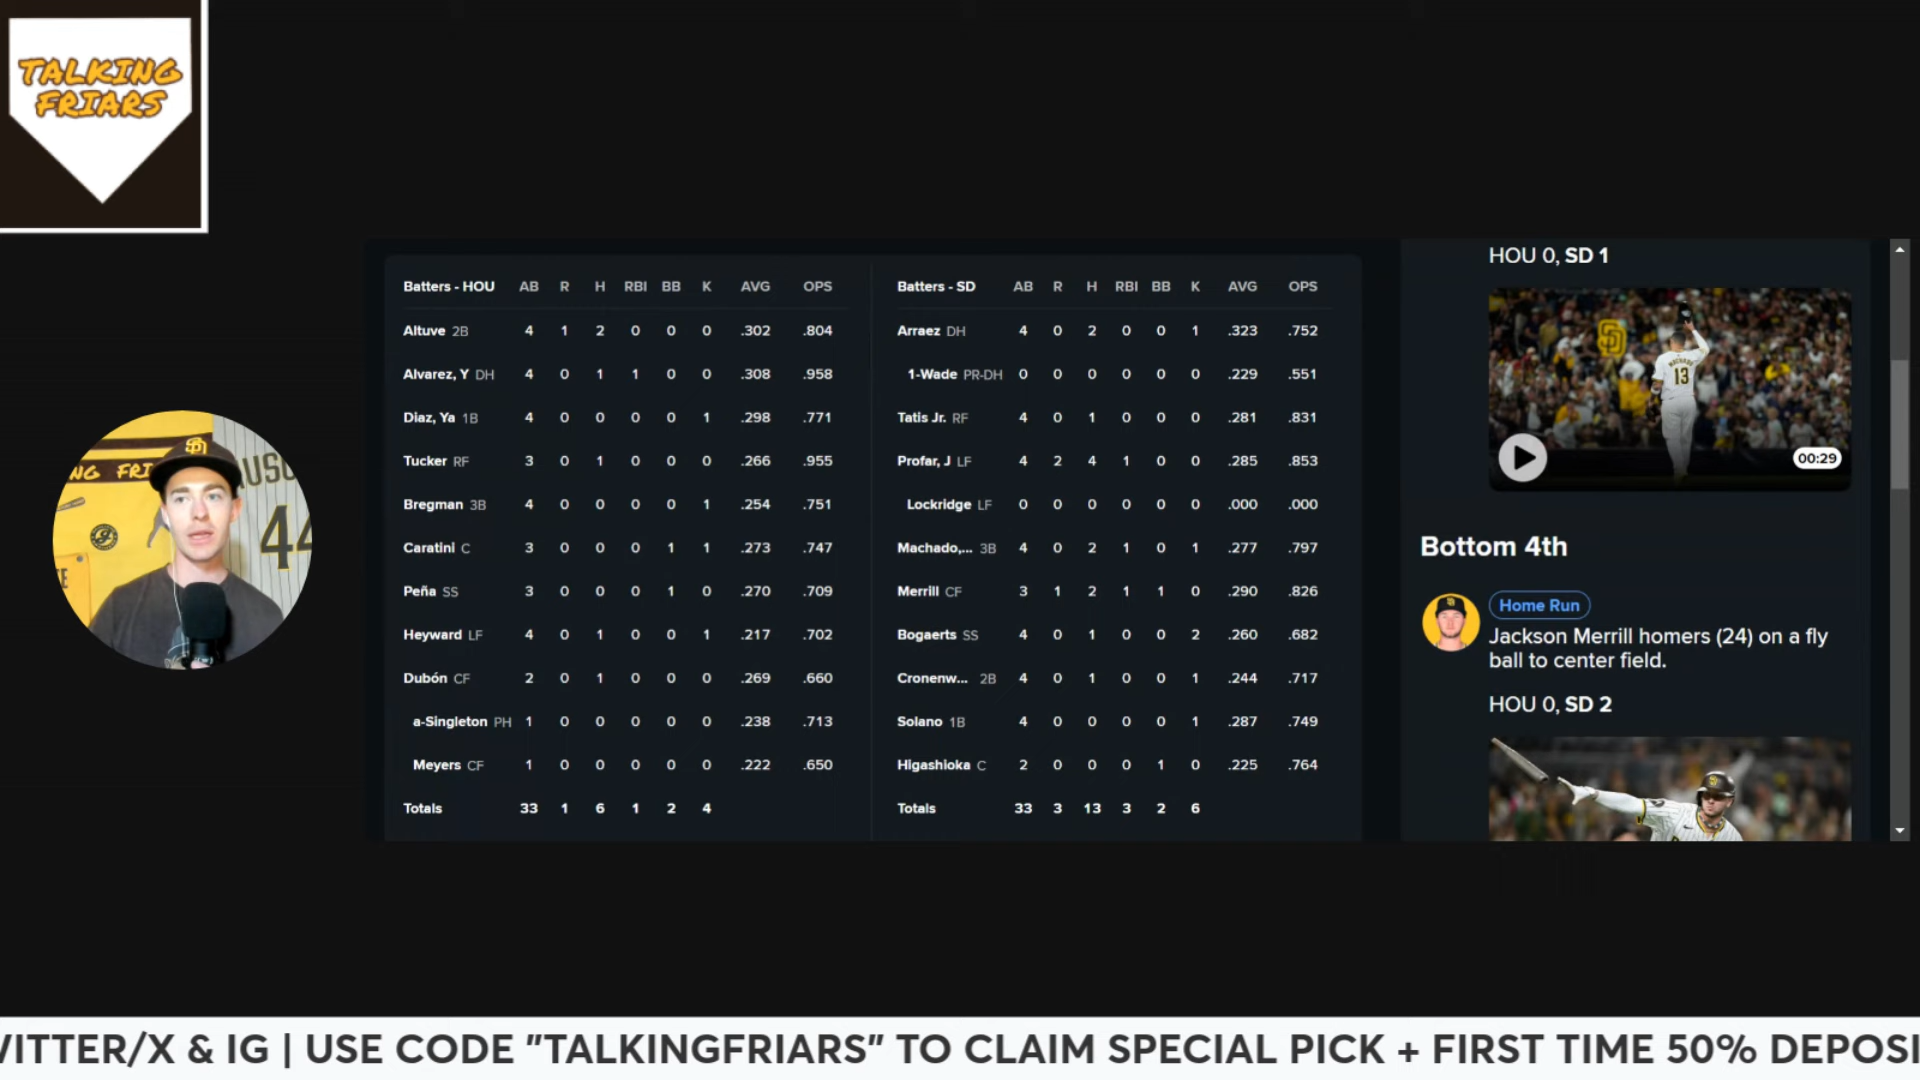 TALKING
FRIARS
Batters - HOU AB R H RBI BB K AVG OPS
Altuve 2B 4 1 2 0 0 0 .302 .804
Alvarez, Y DH 4 0 1 1 0 0 .308 .958
Diaz, Ya 1B 4 0 0 0 0 1 .298 .771
Tucker RF 3 0 1 0 0 0 .266 .955
Bregman 3B 4 0 0 0 0 1 .254 .751
Caratini C 3 0 0 0 1 1 .273 .747
Peña SS 3 0 0 0 1 0 .270 .709
Heyward LF 4 0 1 0 0 1 .217 .702
Dubón CF 2 0 1 0 0 0 .269 .660
a-Singleton PH 1 0 0 0 0 0 .238 .713
Meyers CF 1 0 0 0 0 0 .222 .650
Totals 33 1 6 1 2 4
Batters - SD AB R H RBI BB K AVG OPS
Arraez DH 4 0 2 0 0 1 .323 .752
1-Wade PR-DH 0 0 0 0 0 0 .229 .551
Tatis Jr. RF 4 0 1 0 0 0 .281 .831
Profar, J LF 4 2 4 1 0 0 .285 .853
Lockridge LF 0 0 0 0 0 0 .000 .000
Machado,... 3B 4 0 2 1 0 1 .277 .797
Merrill CF 3 1 2 1 1 0 .290 .826
Bogaerts SS 4 0 1 0 0 2 .260 .682
Cronenw... 2B 4 0 1 0 0 1 .244 .717
Solano 1B 4 0 0 0 0 1 .287 .749
Higashioka C 2 0 0 0 1 0 .225 .764
Totals 33 3 13 3 2 6
HOU 0, SD 1
SD
MACHADO
13
00:29
Bottom 4th
Home Run
Jackson Merrill homers (24) on a fly
ball to center field.
HOU 0, SD 2
SD
NG FRI
USG
44
VITTER/X & IG | USE CODE "TALKINGFRIARS" TO CLAIM SPECIAL PICK + FIRST TIME 50% DEPOSI